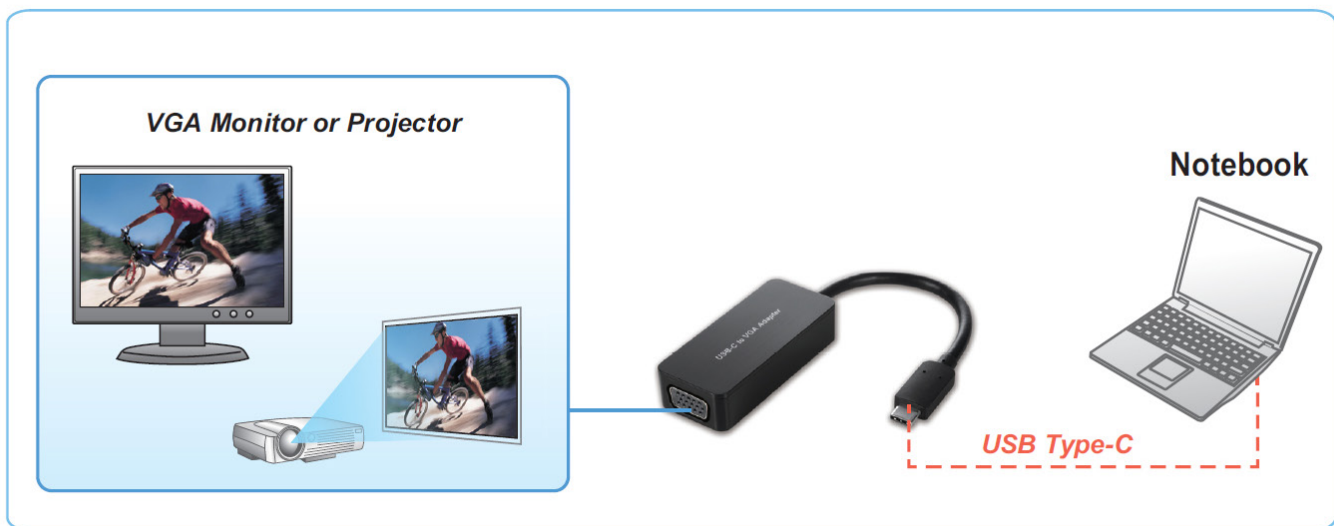 VGA Monitor or Projector
Notebook
USB-C to VGA Adapter
USB Type-C